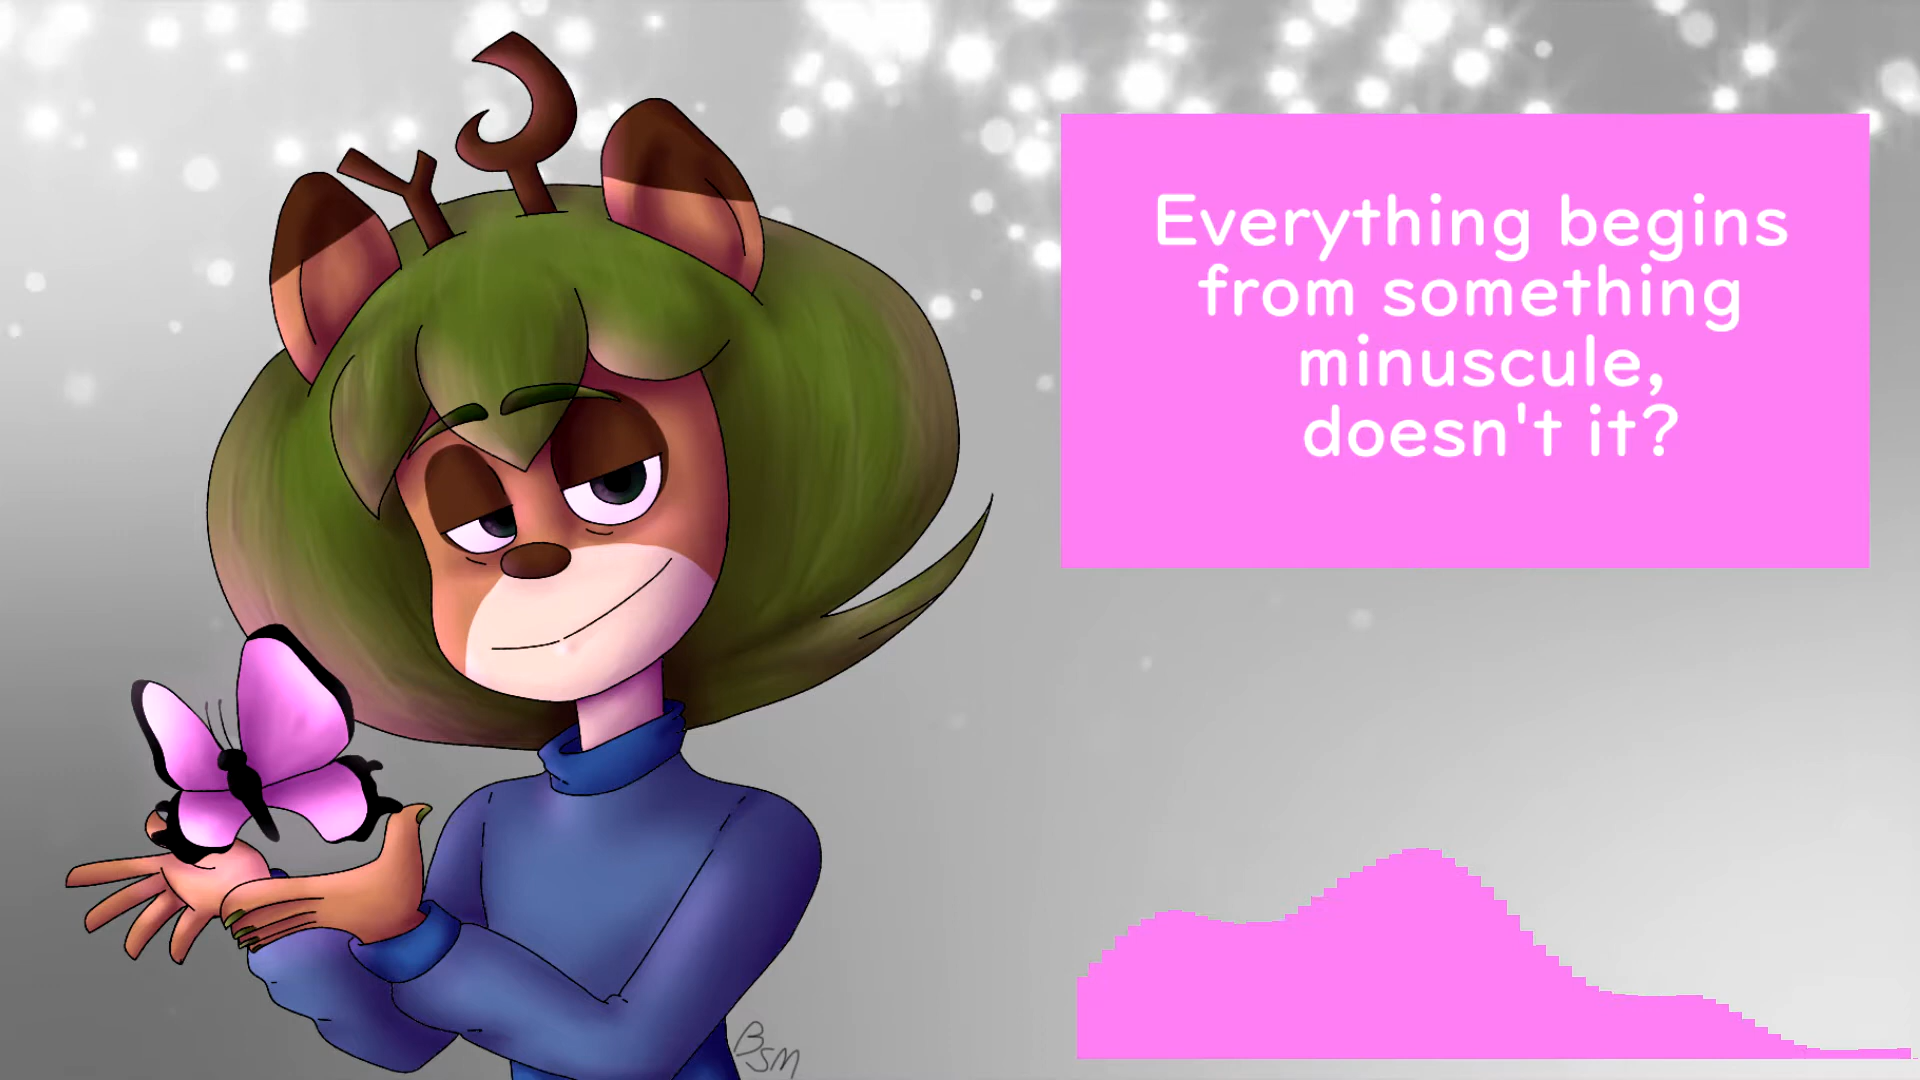 Everything begins
from something
minuscule,
doesn't it?
BSM